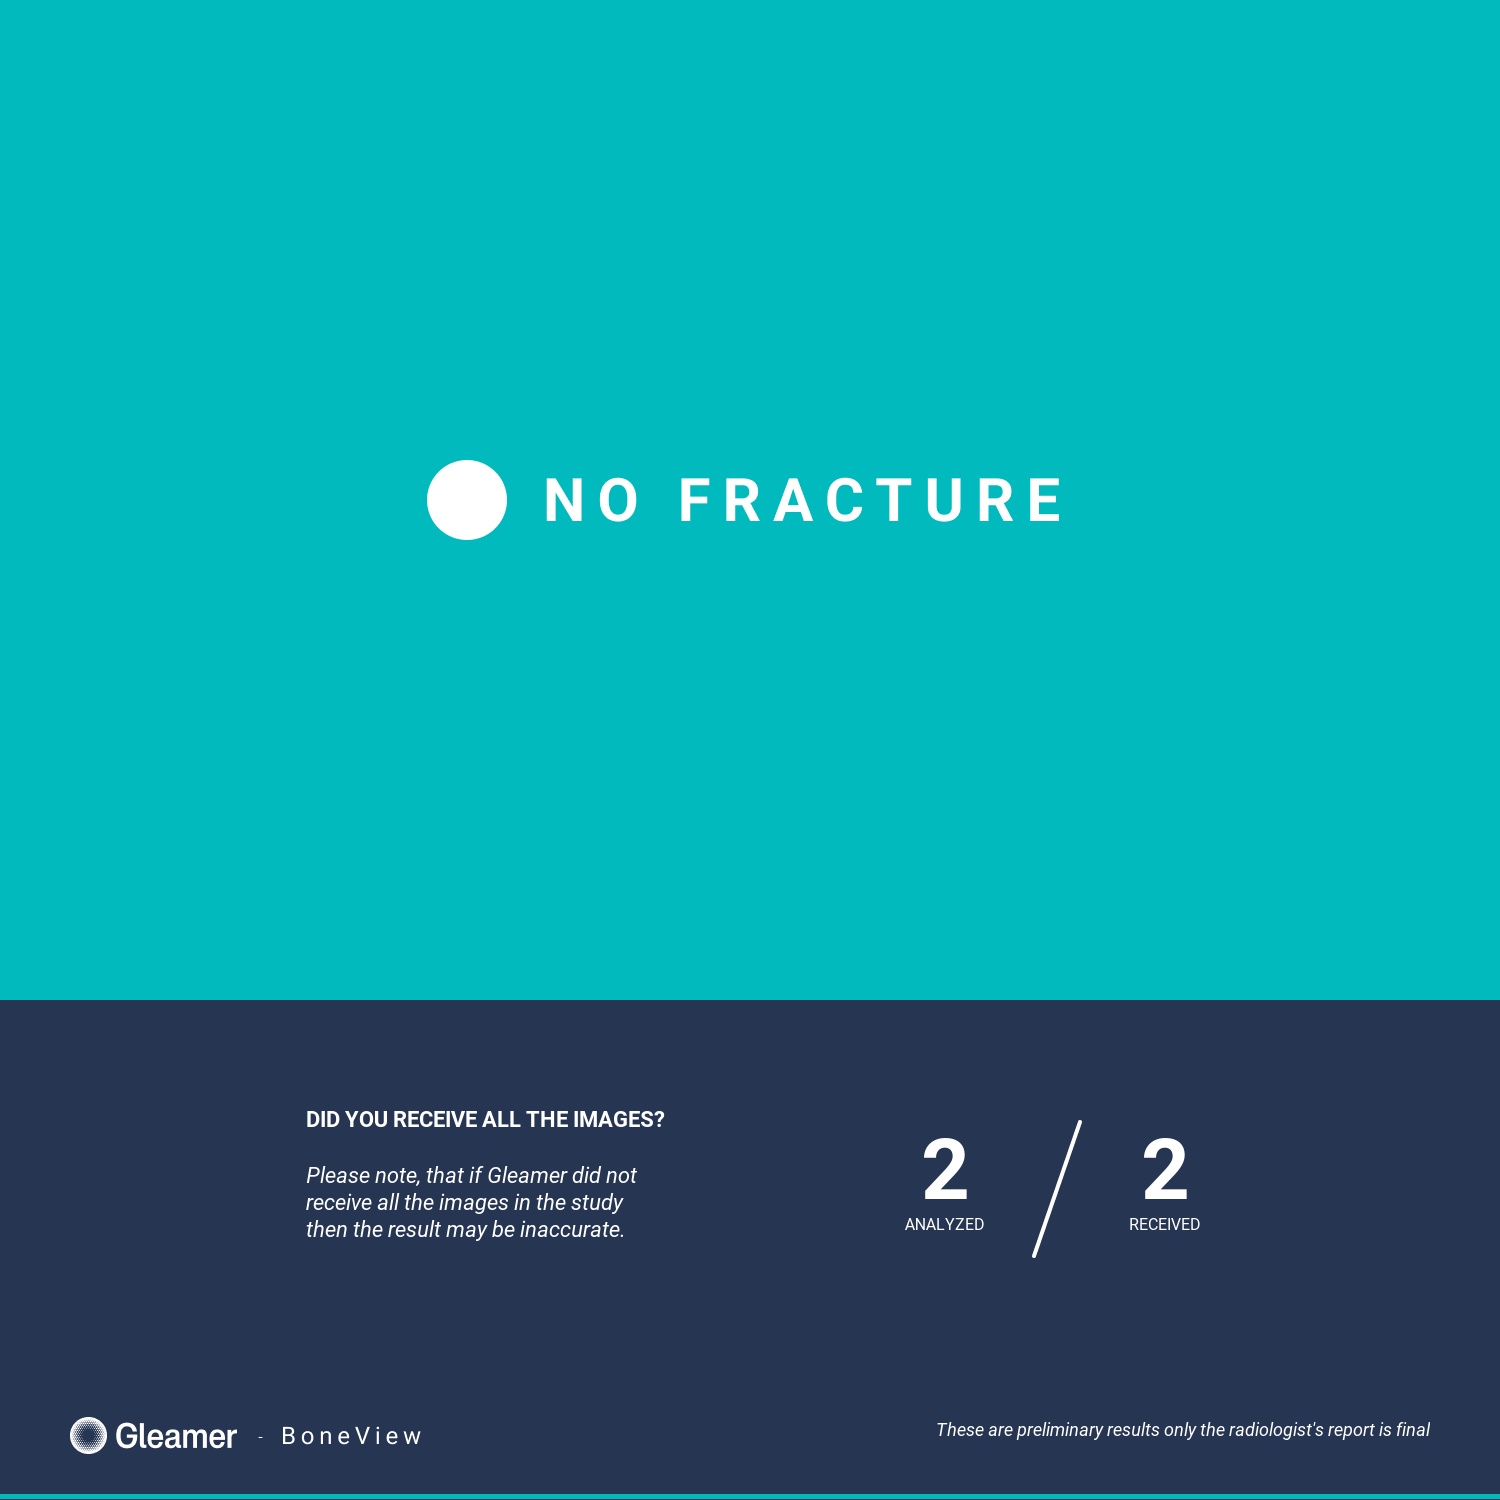 NO FRACTURE
DID YOU RECEIVE ALL THE IMAGES?
Please note, that if Gleamer did not
receive all the images in the study
then the result may be inaccurate.
2 / 2
ANALYZED RECEIVED
Gleamer - BoneView
These are preliminary results only the radiologist's report is final